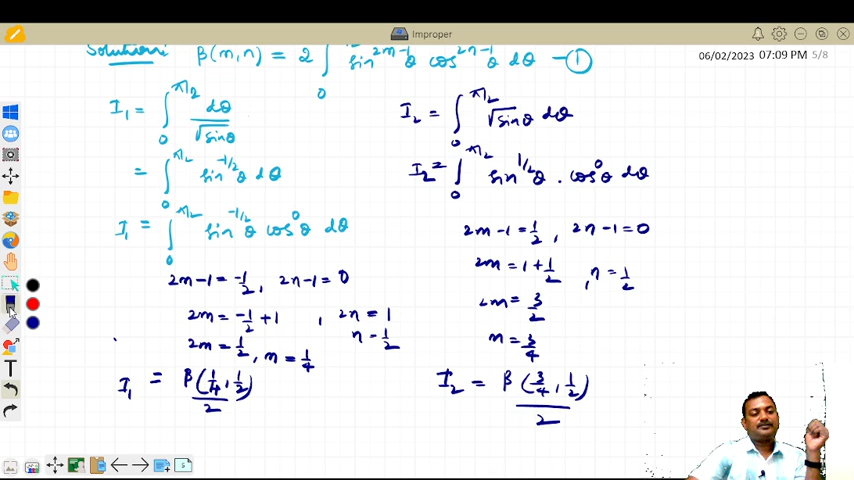 Improper
06/02/2023 07:09 PM 5/8
Solution: β(m,n) = 2 ∫₀ sin^{2m-1}θ cos^{2n-1}θ dθ —①
I₁ = ∫₀^{π/2} dθ/√sinθ
= ∫₀^{π/2} sin^{-1/2}θ dθ
I₁ = ∫₀^{π/2} sin^{-1/2}θ cos⁰θ dθ
2m-1 = -1/2, 2n-1 = 0
2m = -1/2 + 1, 2n = 1
n = 1/2
2m = 1/2, m = 1/4
I₁ = β(1/4, 1/2)/2
I₂ = ∫₀^{π/2} √sinθ dθ
I₂ = ∫₀^{π/2} sin^{1/2}θ · cos⁰θ dθ
2m-1 = 1/2, 2n-1 = 0
2m = 1 + 1/2, n = 1/2
2m = 3/2
m = 3/4
I₂ = β(3/4, 1/2)/2
T